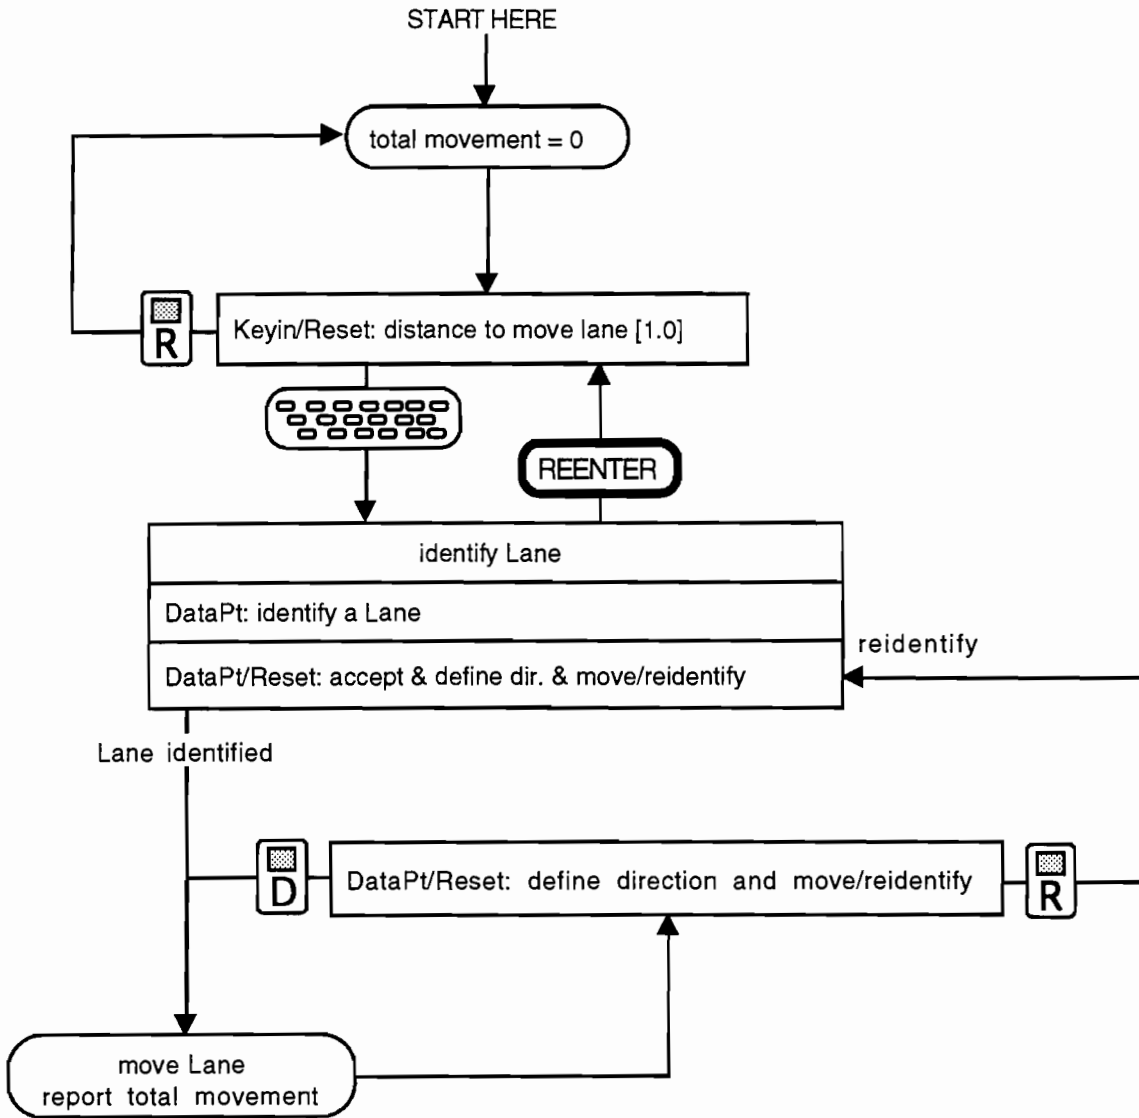 START HERE
total movement = 0
R
Keyin/Reset: distance to move lane [1.0]
REENTER
identify Lane
DataPt: identify a Lane
reidentify
DataPt/Reset: accept & define dir. & move/reidentify
Lane identified
D
DataPt/Reset: define direction and move/reidentify
R
move Lane
report total movement